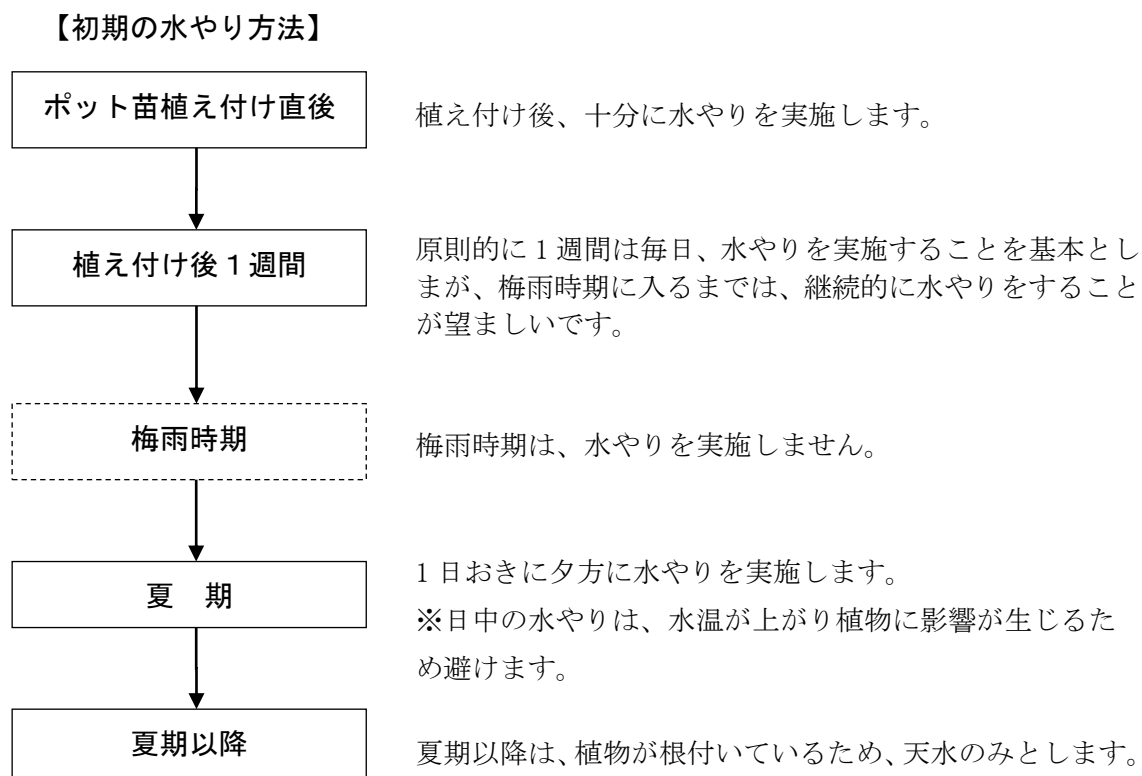 【初期の水やり方法】
ポット苗植え付け直後
植え付け後、十分に水やりを実施します。
植え付け後１週間
原則的に１週間は毎日、水やりを実施することを基本とし
まが、梅雨時期に入るまでは、継続的に水やりをすること
が望ましいです。
梅雨時期
梅雨時期は、水やりを実施しません。
夏　期
１日おきに夕方に水やりを実施します。
※日中の水やりは、水温が上がり植物に影響が生じるた
め避けます。
夏期以降
夏期以降は、植物が根付いているため、天水のみとします。